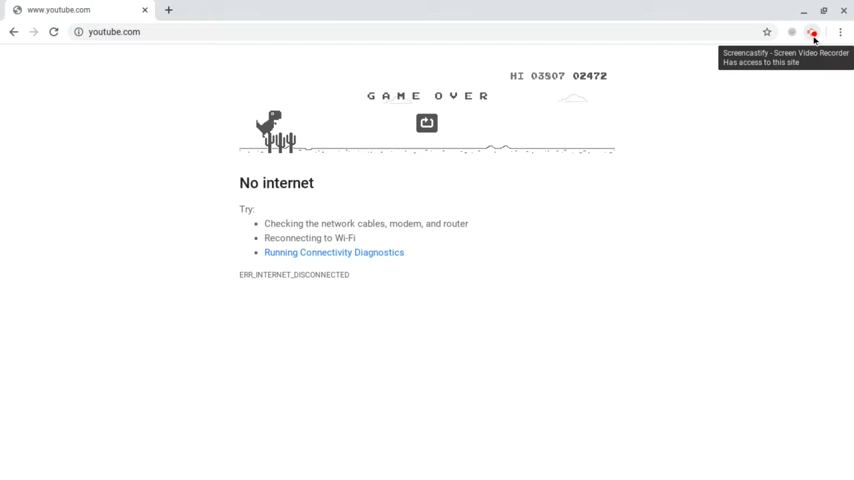 www.youtube.com
youtube.com
Screencastify - Screen Video Recorder
Has access to this site
HI 03807 02472
GAME OVER
No internet
Try:
• Checking the network cables, modem, and router
• Reconnecting to Wi-Fi
• Running Connectivity Diagnostics
ERR_INTERNET_DISCONNECTED